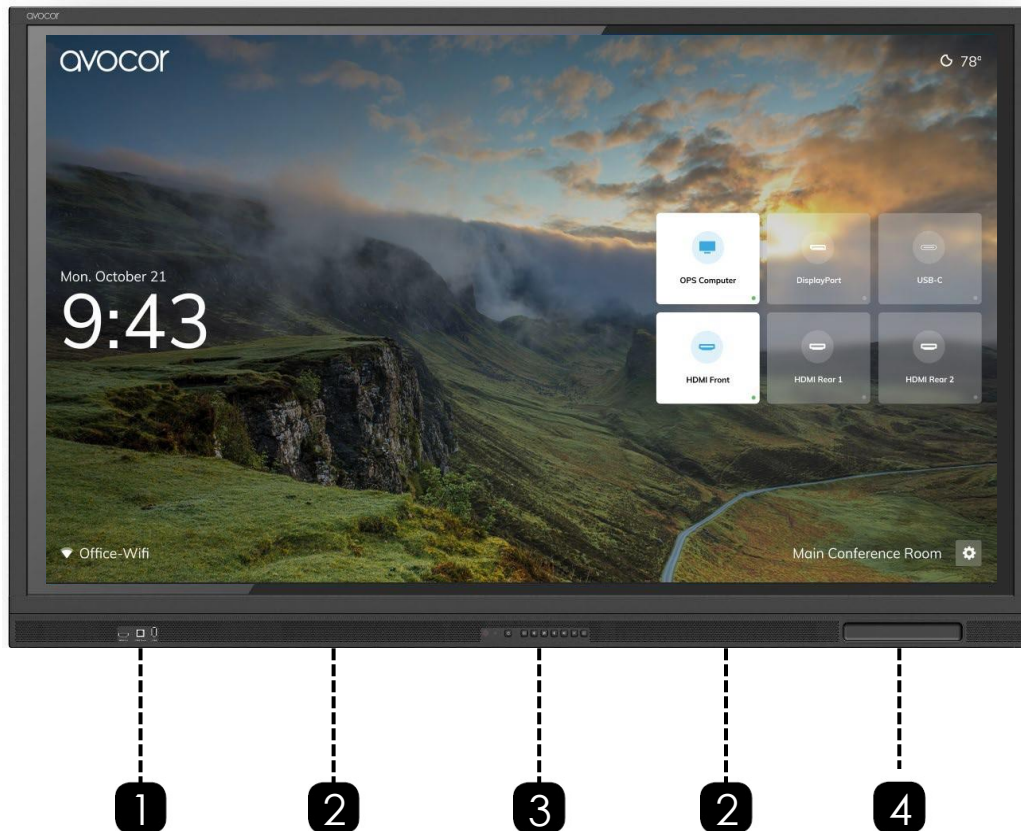 avocor
avocor
78°
OPS Computer
DisplayPort
USB-C
Mon. October 21
9:43
HDMI Front
HDMI Rear 1
HDMI Rear 2
Office-Wifi
Main Conference Room
1
2
3
2
4